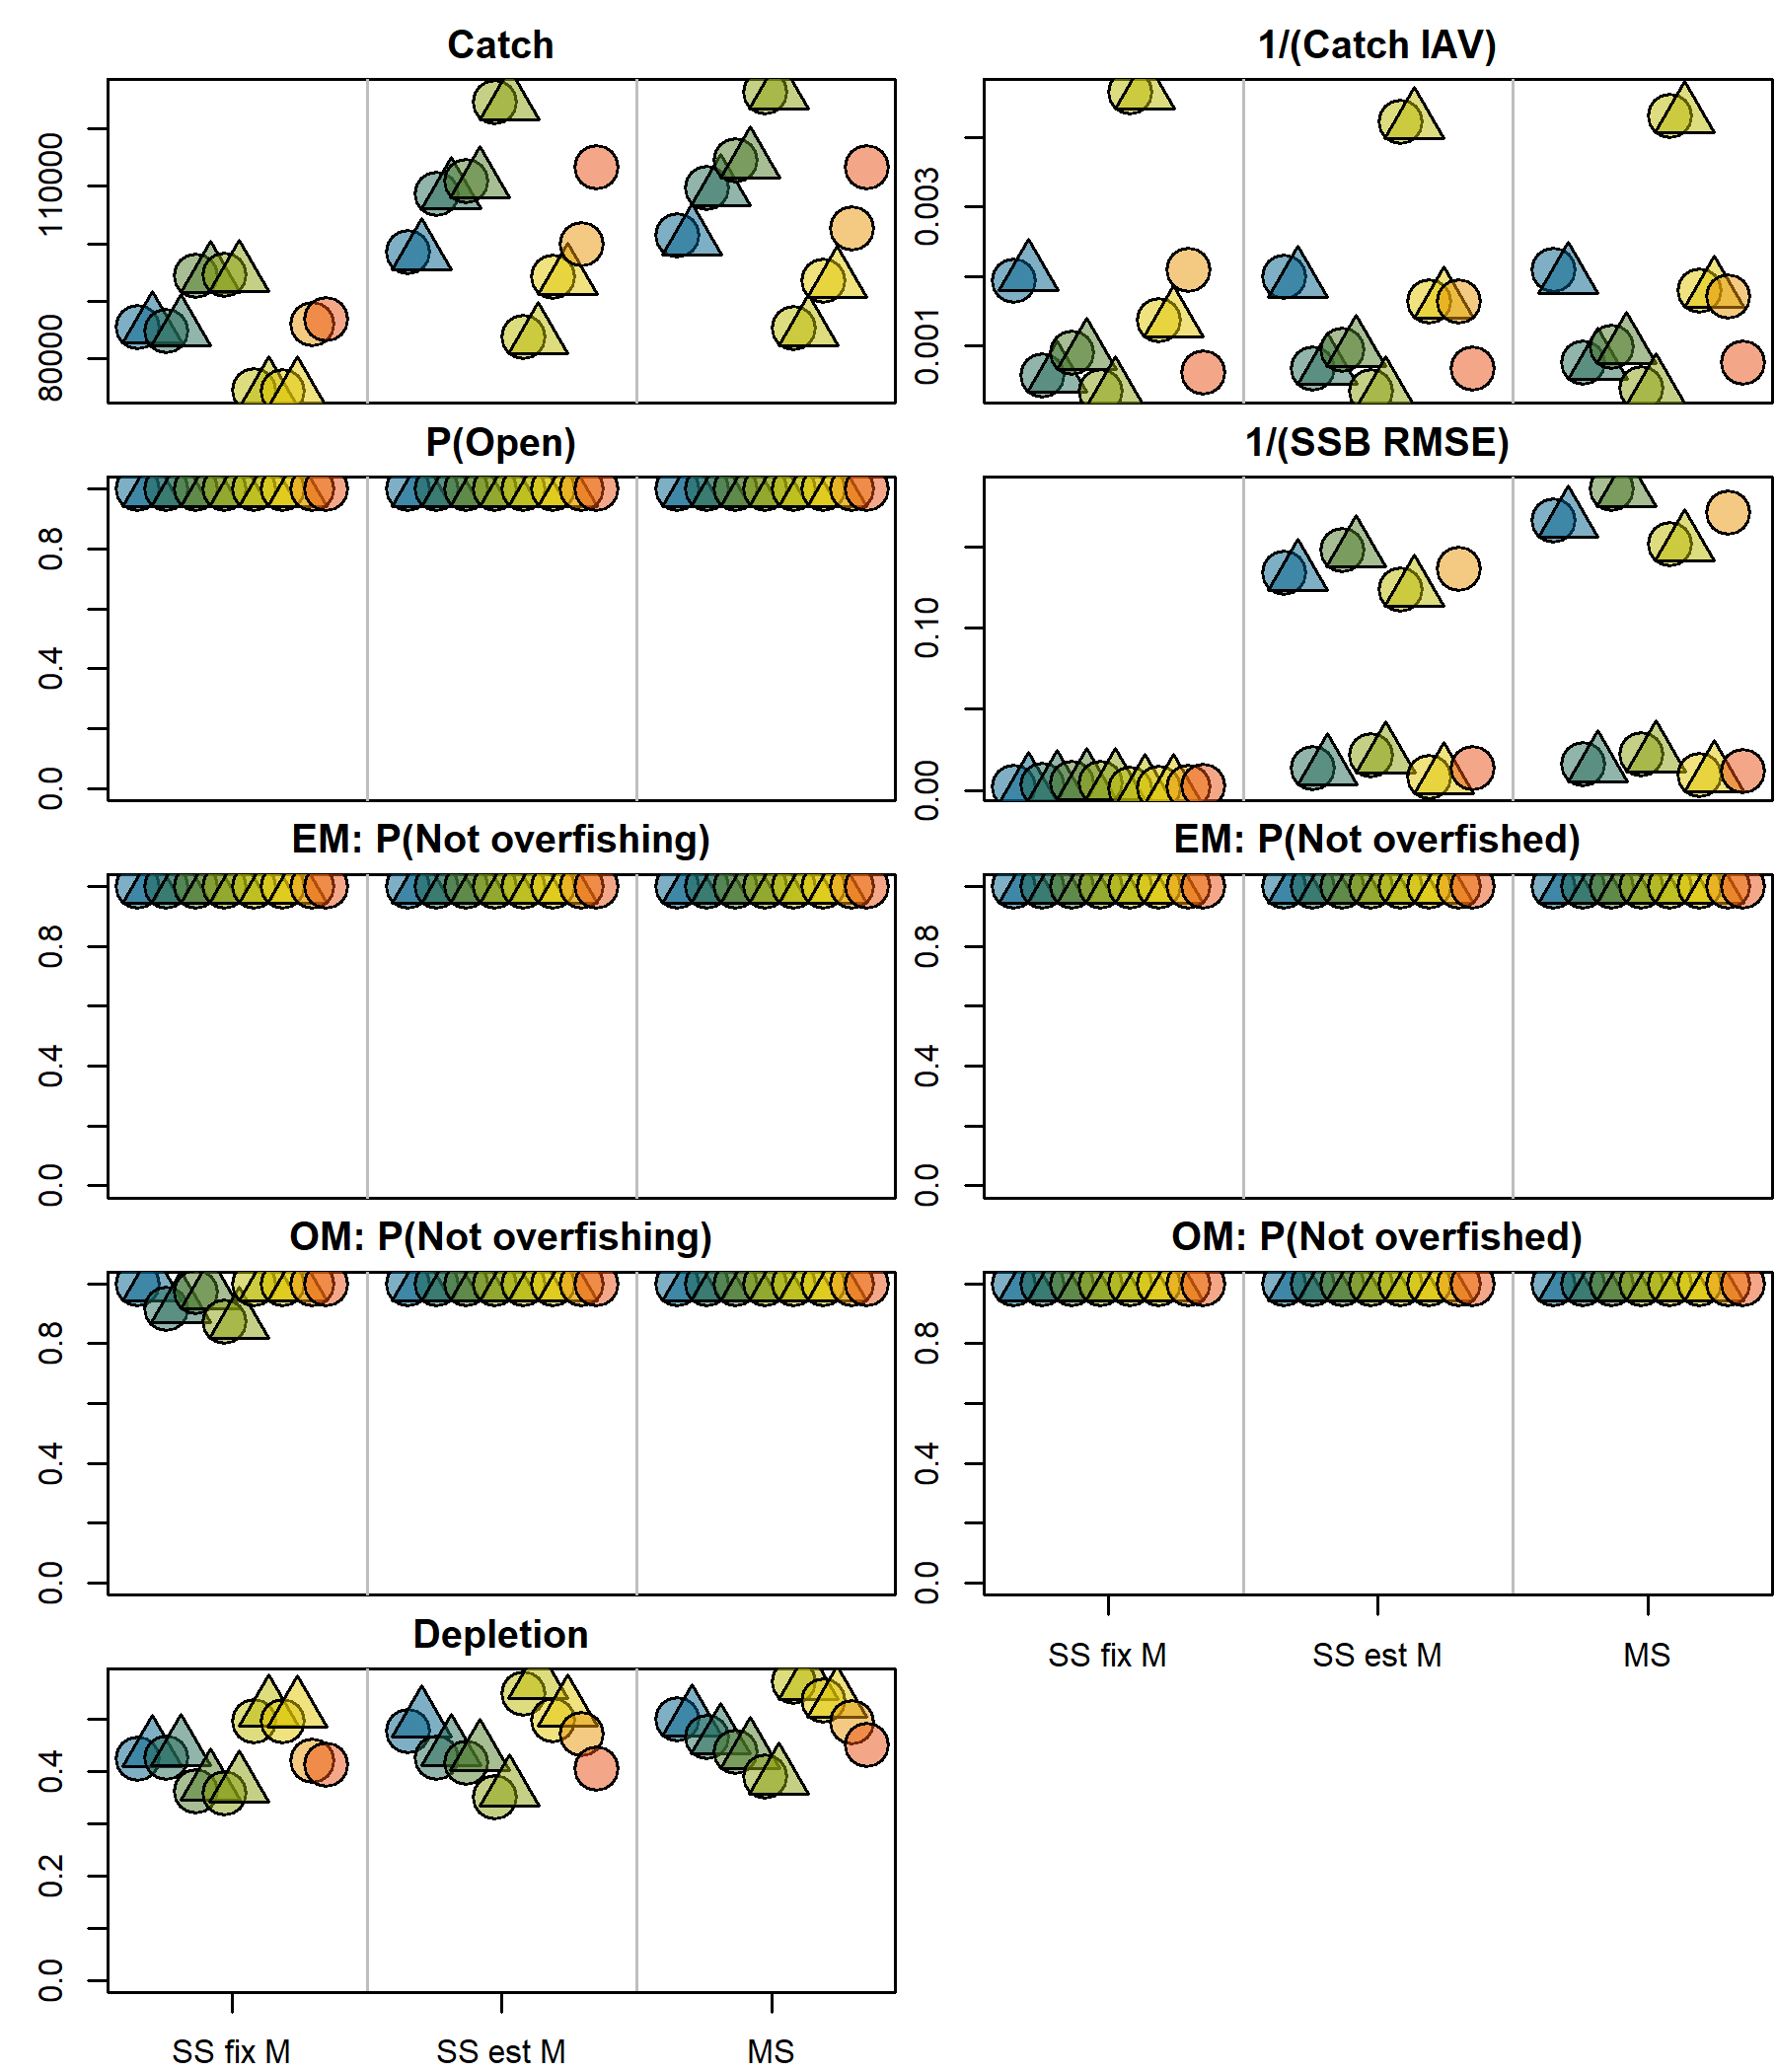 Catch
1/(Catch IAV)
110000
80000
0.003
0.001
P(Open)
1/(SSB RMSE)
0.8
0.4
0.0
0.10
0.00
EM: P(Not overfishing)
EM: P(Not overfished)
0.8
0.4
0.0
0.8
0.4
0.0
OM: P(Not overfishing)
OM: P(Not overfished)
0.8
0.4
0.0
0.8
0.4
0.0
SS fix M
SS est M
MS
Depletion
0.4
0.2
0.0
SS fix M
SS est M
MS